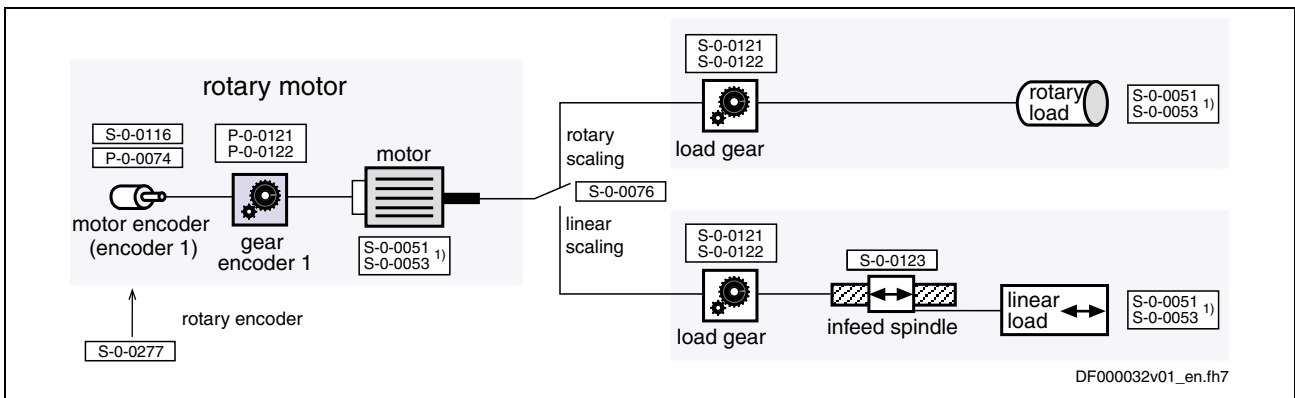 rotary motor
S-0-0116
P-0-0074
P-0-0121
P-0-0122
motor
motor encoder
(encoder 1)
gear
encoder 1
S-0-0051
S-0-0053 1)
rotary encoder
S-0-0277
rotary
scaling
S-0-0076
linear
scaling
S-0-0121
S-0-0122
load gear
rotary
load
S-0-0051
S-0-0053 1)
S-0-0121
S-0-0122
load gear
S-0-0123
infeed spindle
linear
load
S-0-0051
S-0-0053 1)
DF000032v01_en.fh7